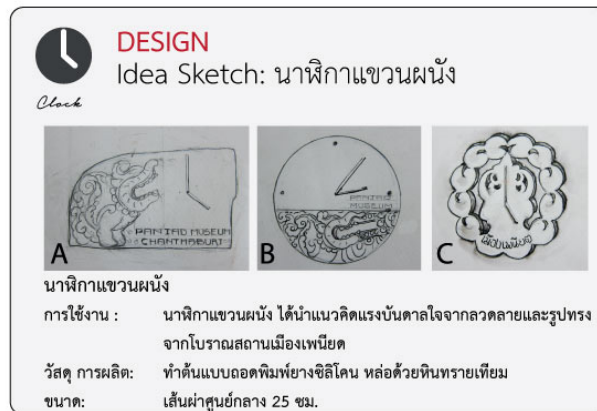 DESIGN
Idea Sketch: นาฬิกาแขวนผนัง
Clock
PANIAD MUSEUM
CHANTHABURI
PANIAD
MUSEUM
เมืองเพนียด
A
B
C
นาฬิกาแขวนผนัง
การใช้งาน : นาฬิกาแขวนผนัง ได้นำแนวคิดแรงบันดาลใจจากลวดลายและรูปทรง
จากโบราณสถานเมืองเพนียด
วัสดุ การผลิต: ทำต้นแบบถอดพิมพ์ยางซิลิโคน หล่อด้วยหินทรายเทียม
ขนาด: เส้นผ่าศูนย์กลาง 25 ซม.